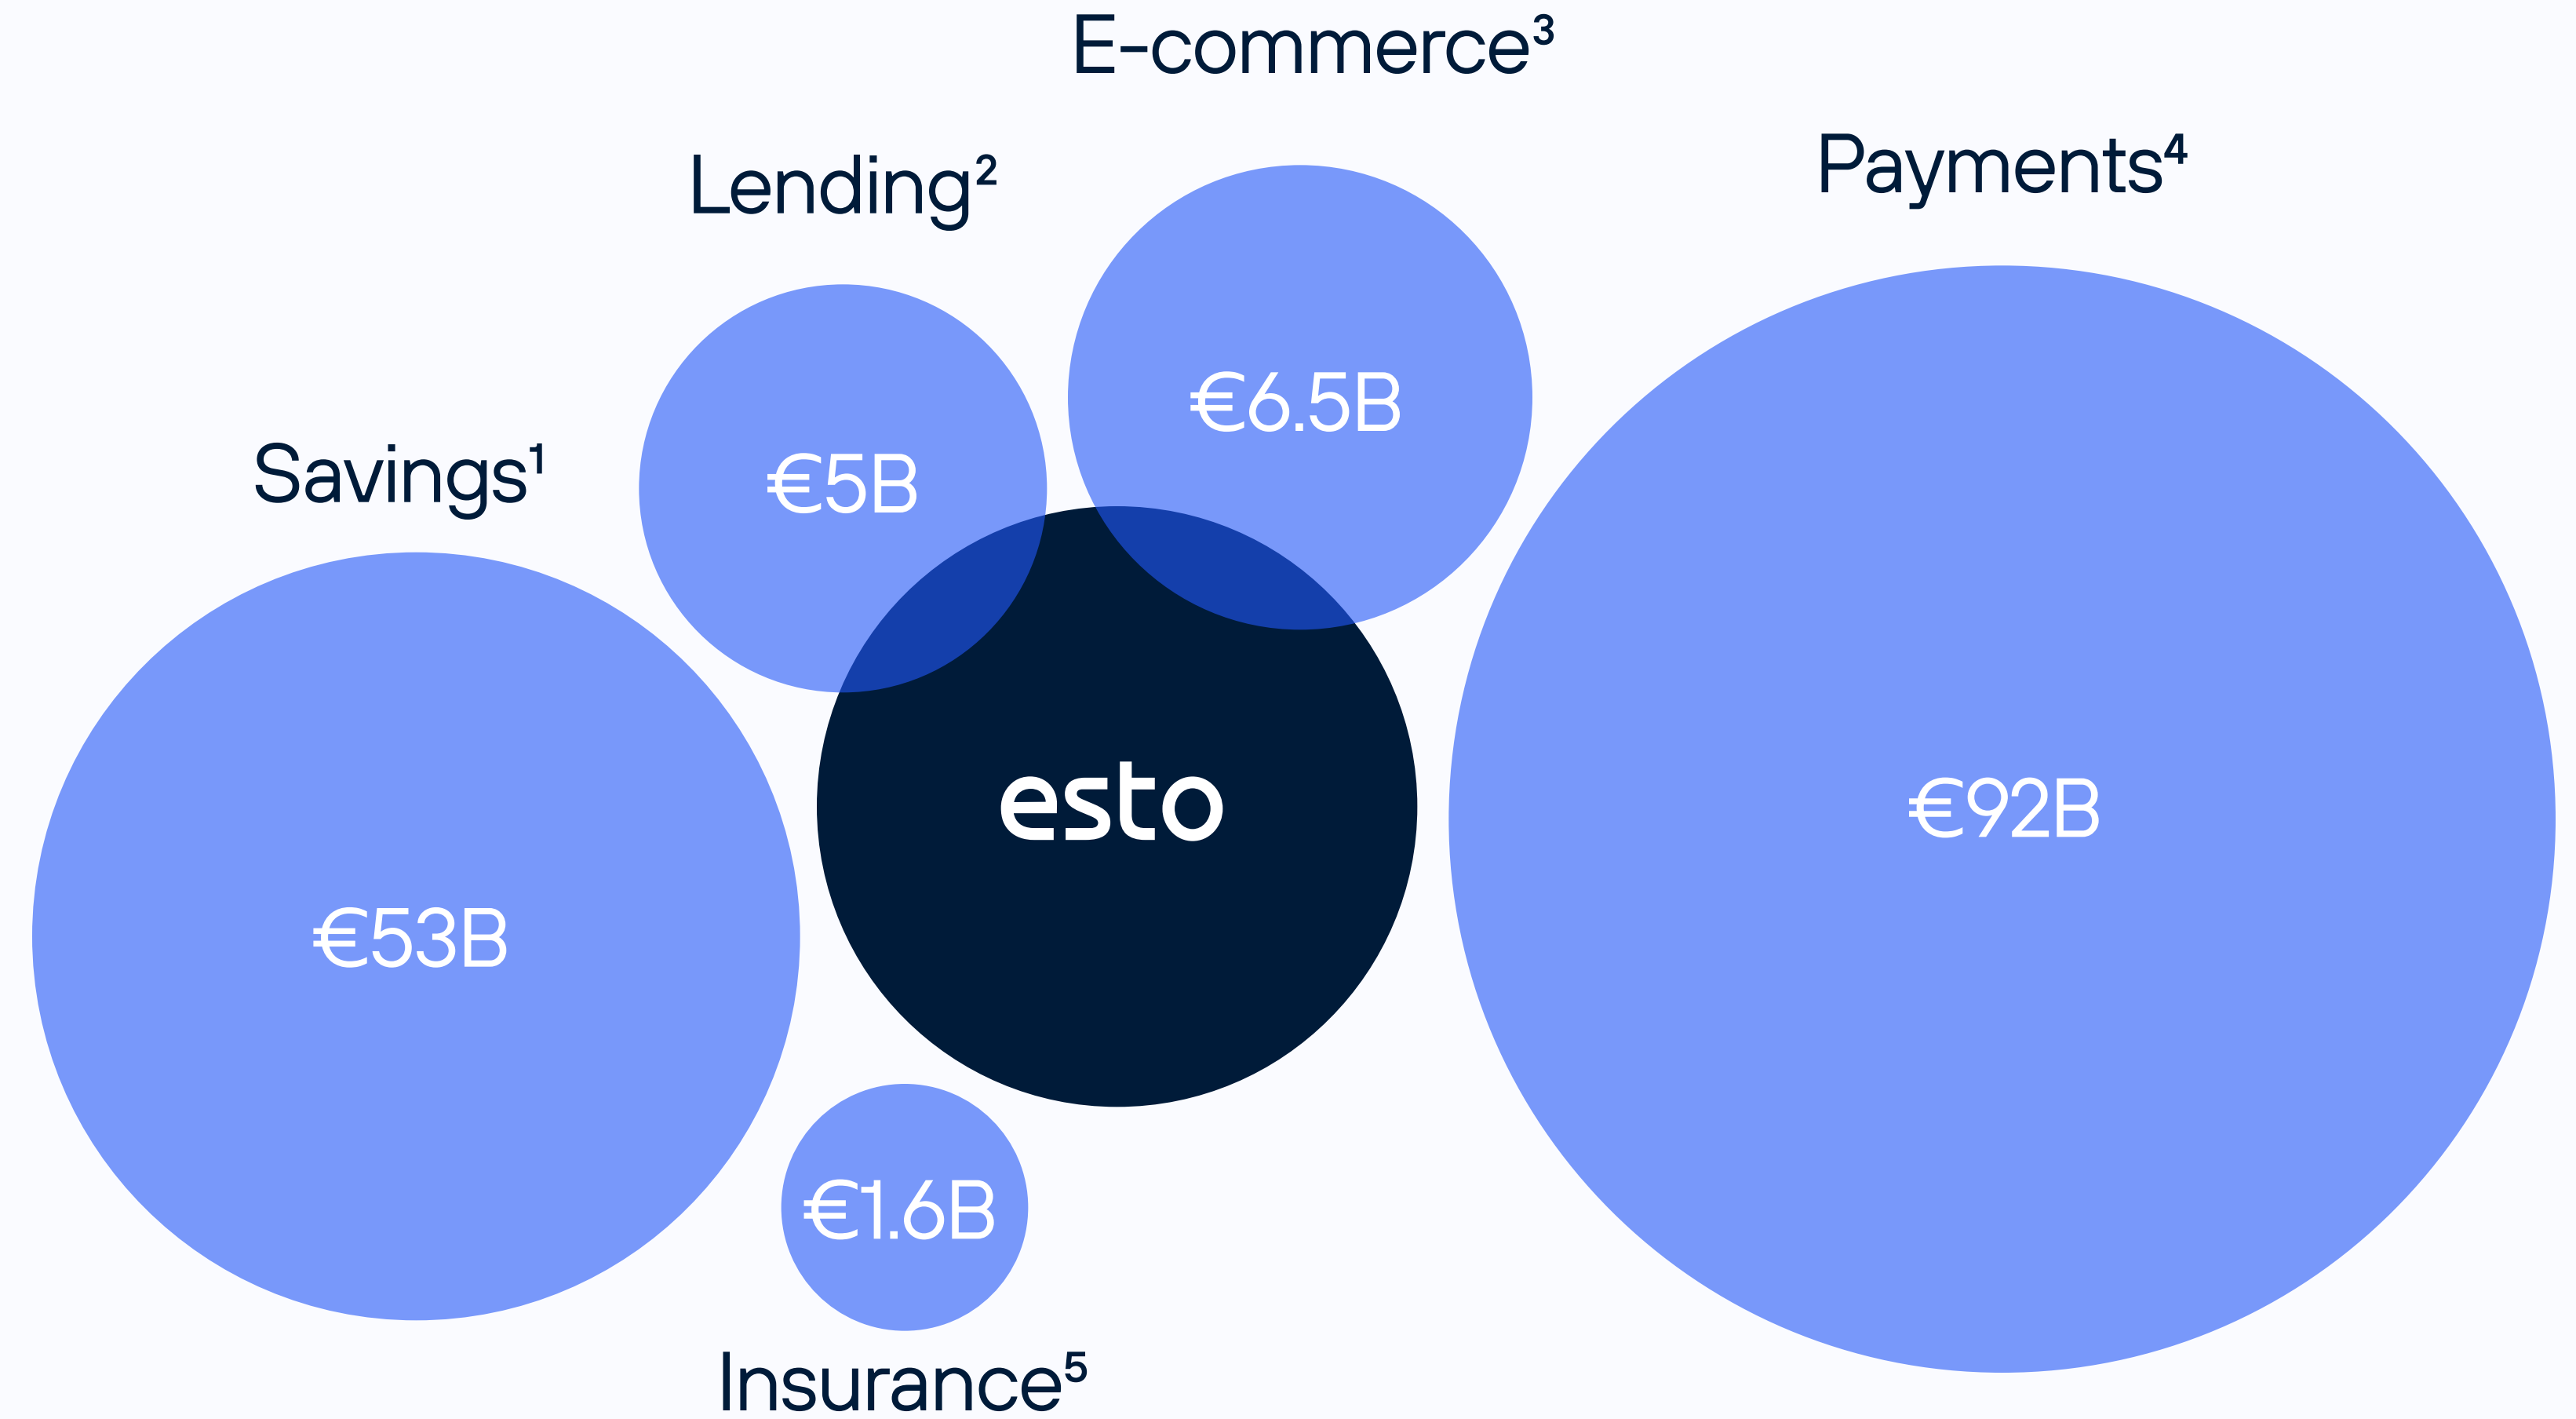 E-commerce³
Lending²
Payments⁴
€6.5B
Savings¹
€5B
esto
€92B
€53B
€1.6B
Insurance⁵